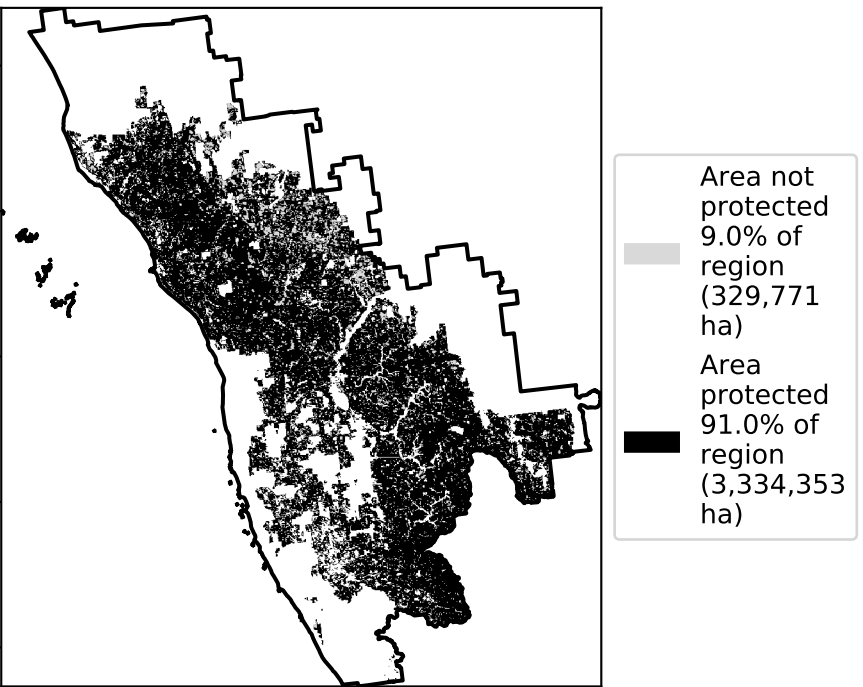 Area not
protected
9.0% of
region
(329,771
ha)
Area
protected
91.0% of
region
(3,334,353
ha)